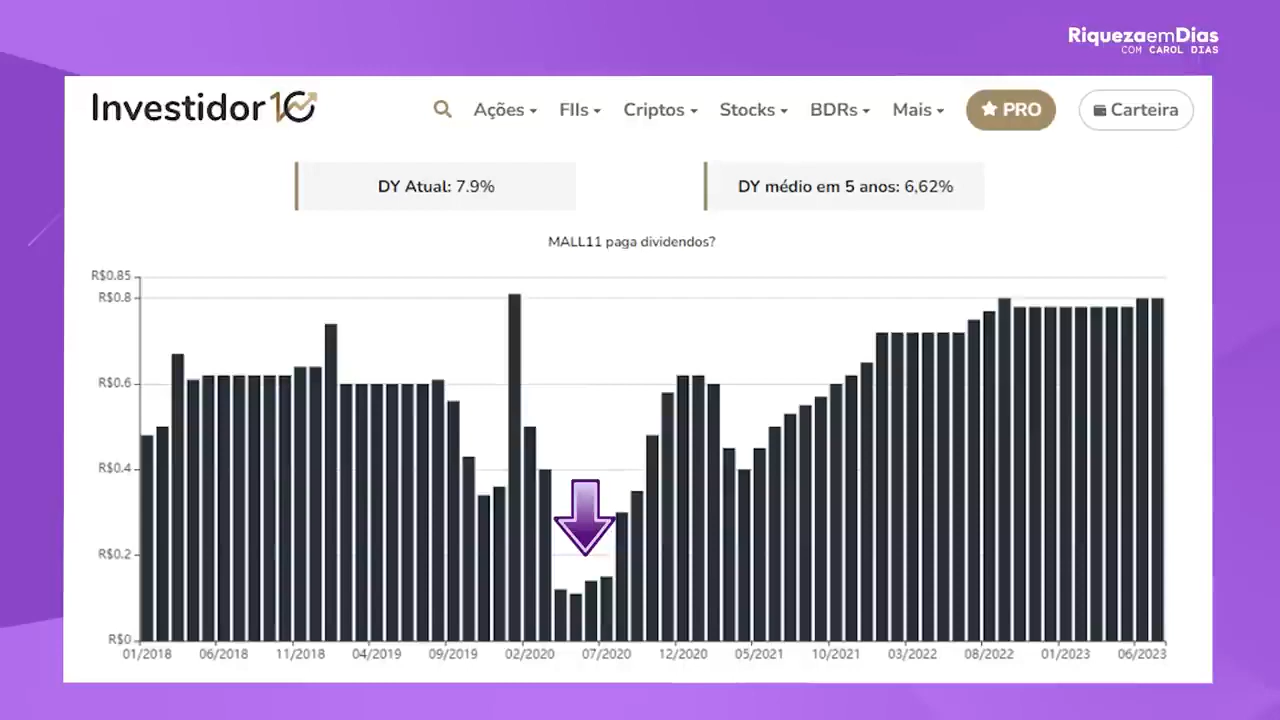 RiquezaemDias
COM CAROL DIAS
Investidor10
Ações
FIIs
Criptos
Stocks
BDRs
Mais
PRO
Carteira
DY Atual: 7.9%
DY médio em 5 anos: 6,62%
MALL11 paga dividendos?
R$0.85
R$0.8
R$0.6
R$0.4
R$0.2
R$0
01/2018 06/2018 11/2018 04/2019 09/2019 02/2020 07/2020 12/2020 05/2021 10/2021 03/2022 08/2022 01/2023 06/2023